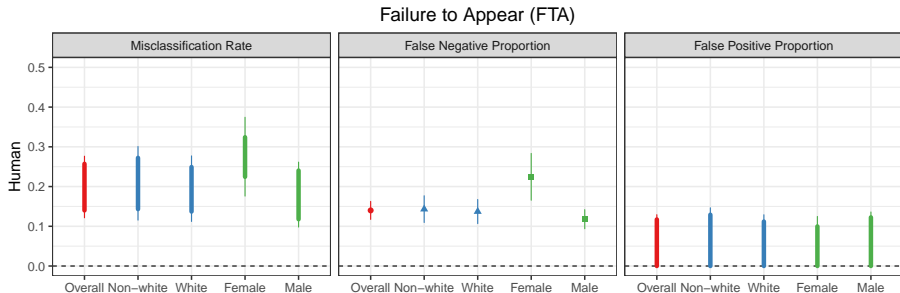 Failure to Appear (FTA)
Misclassification Rate
False Negative Proportion
False Positive Proportion
Human
0.5
0.4
0.3
0.2
0.1
0.0
Overall Non−white White Female Male
Overall Non−white White Female Male
Overall Non−white White Female Male